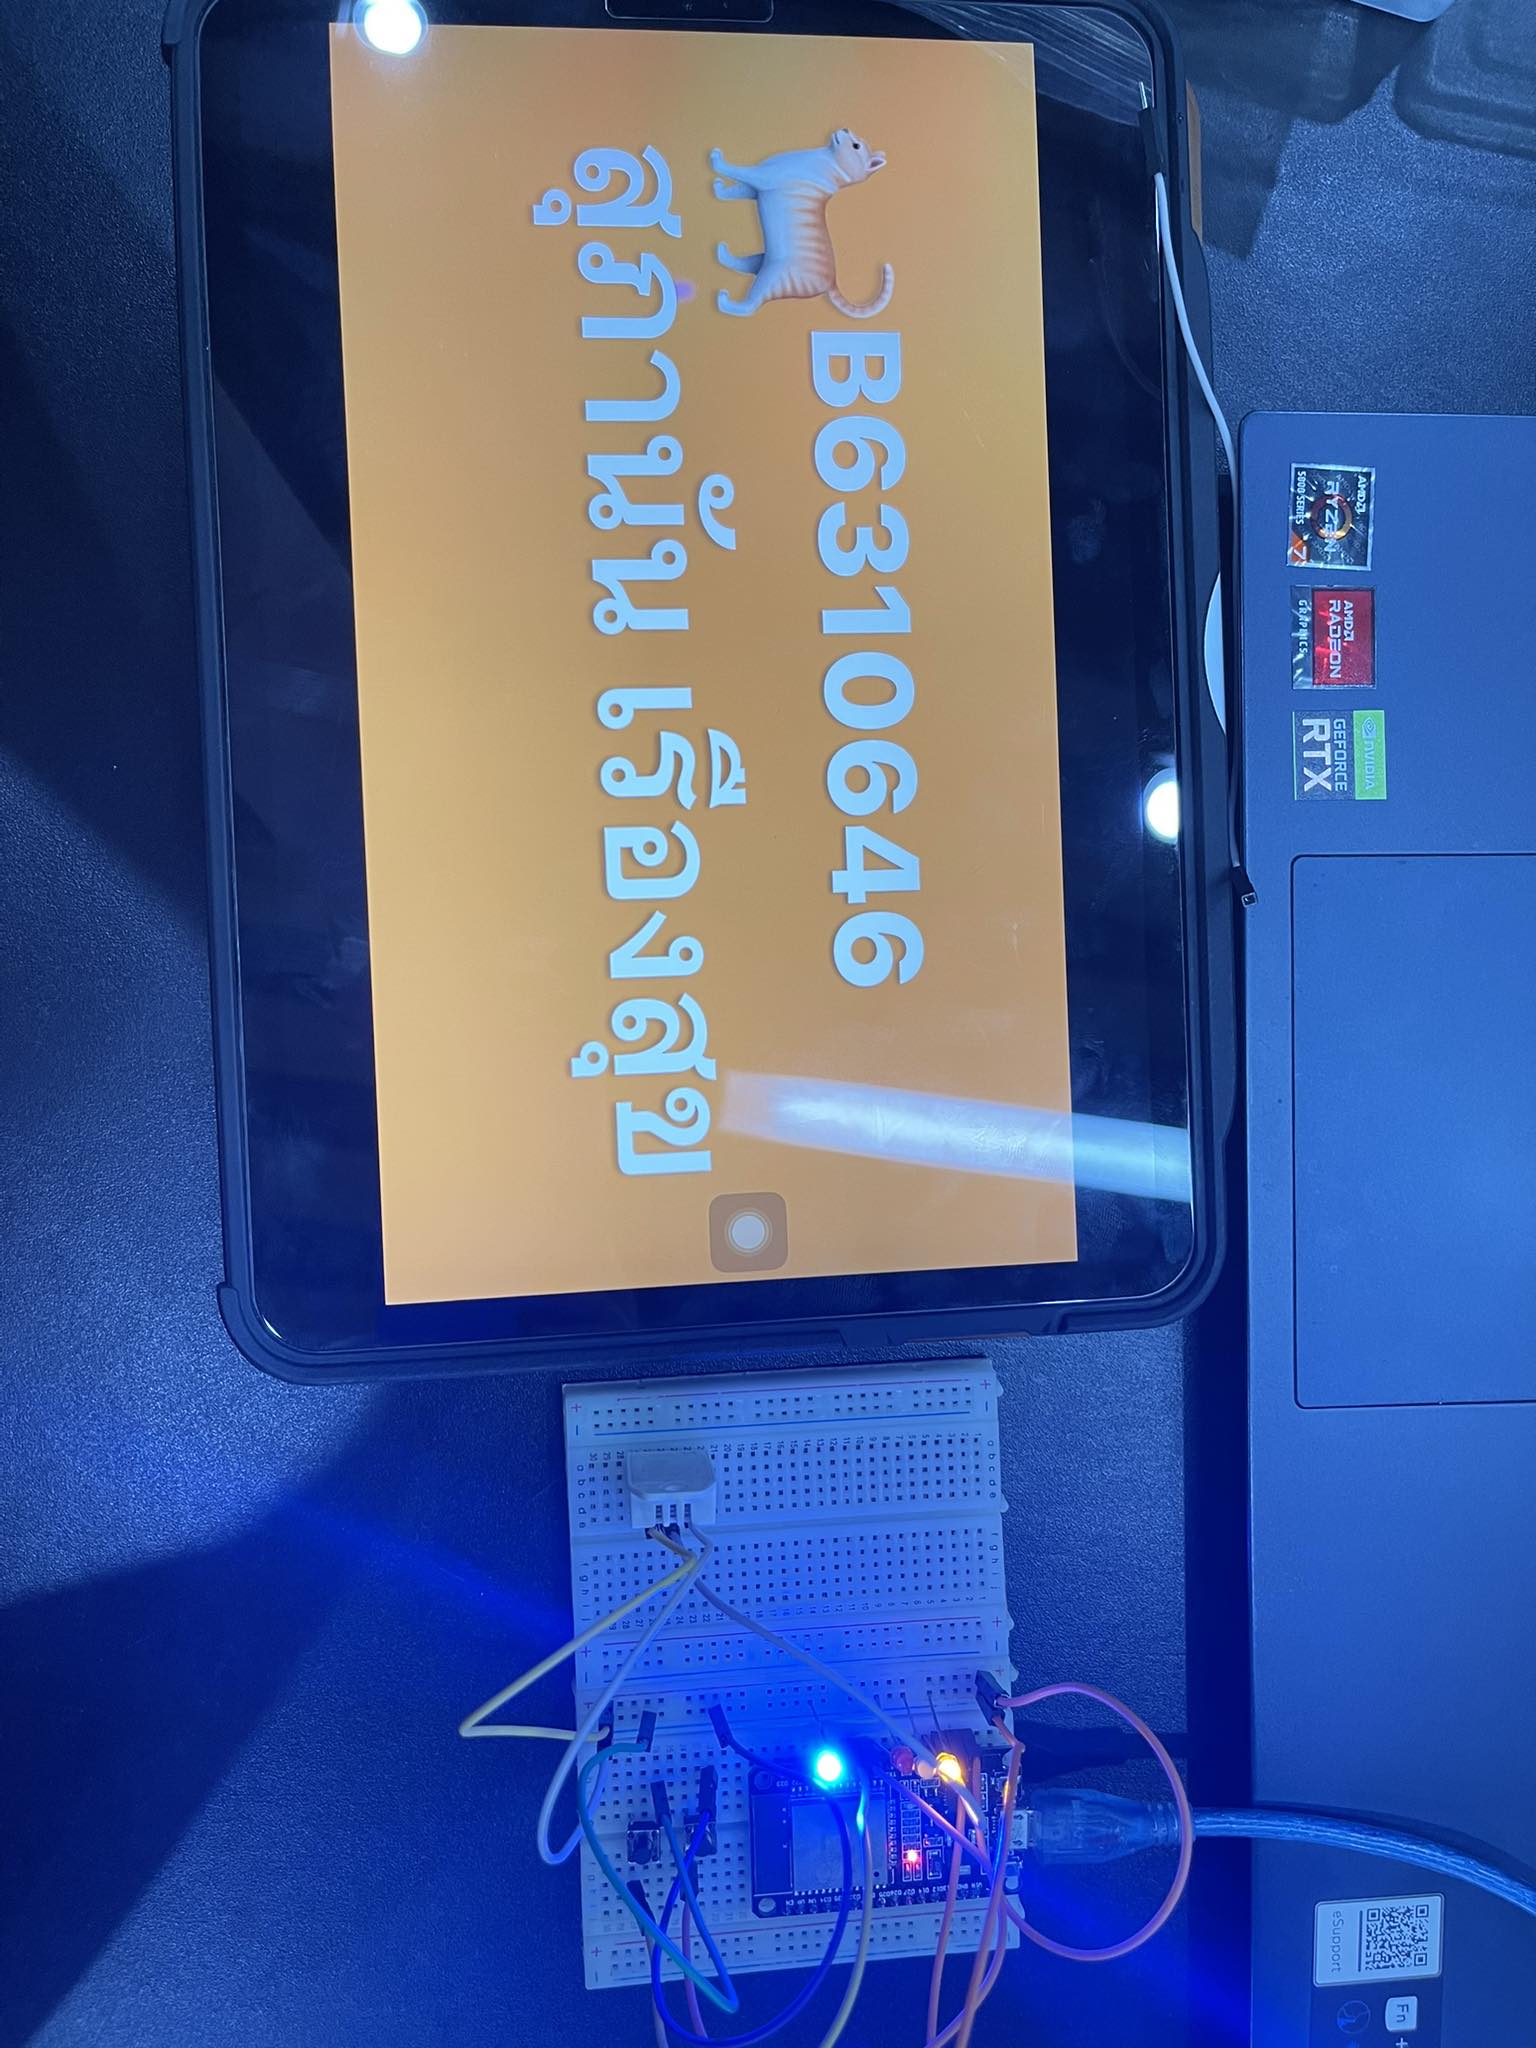 AMD
RYZEN
5000 SERIES 7
AMD
RADEON
GRAPHICS
NVIDIA
GEFORCE
RTX
eSupport
Fn +
B6310646
สุภานัน เรืองสุข